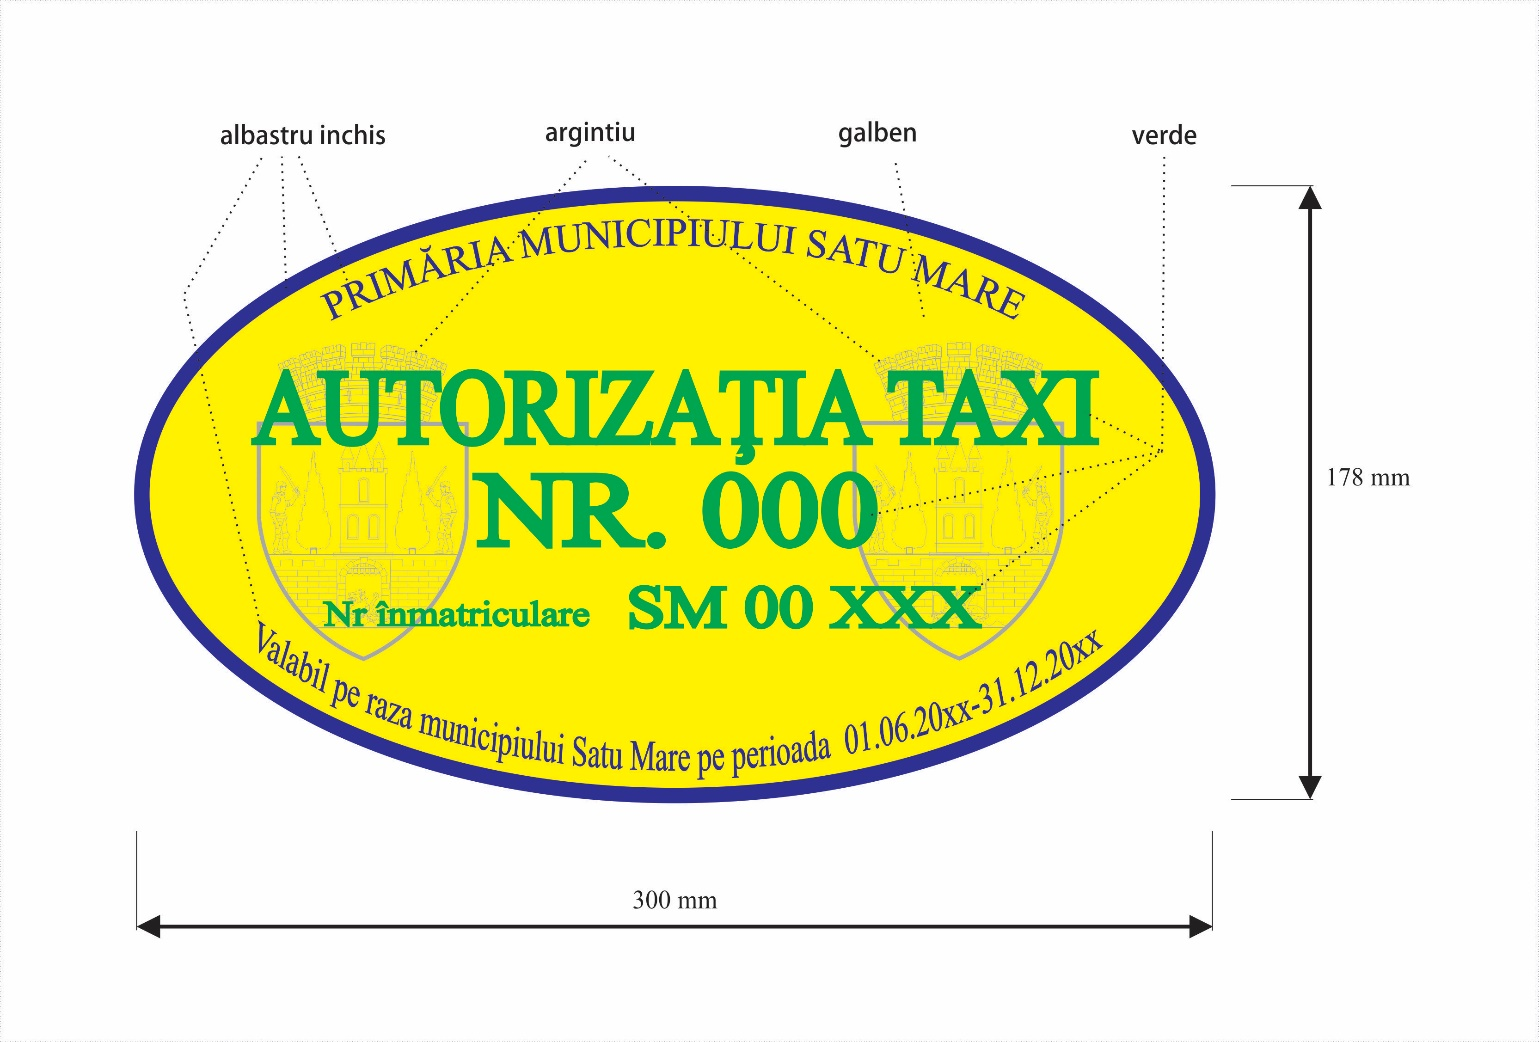 albastru inchis
argintiu
galben
verde
PRIMĂRIA MUNICIPIULUI SATU MARE
AUTORIZAŢIA TAXI
NR. 000
Nr înmatriculare SM 00 XXX
Valabil pe raza municipiului Satu Mare pe perioada 01.06.20xx-31.12.20xx
178 mm
300 mm